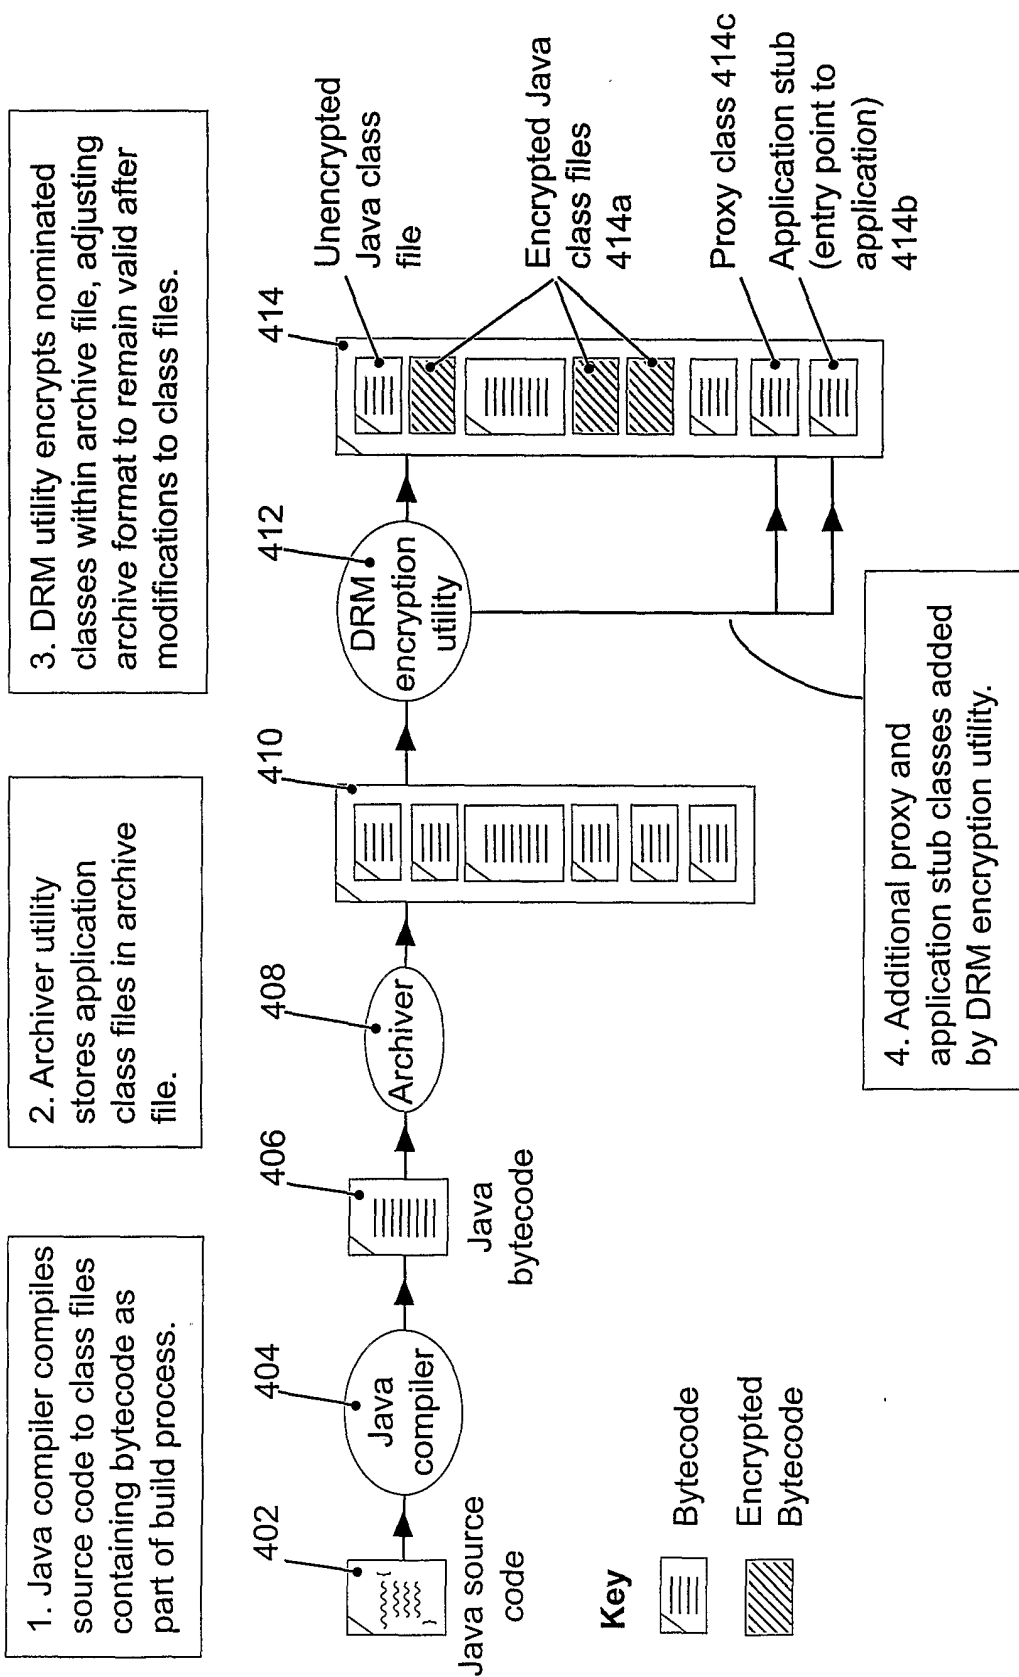 1. Java compiler compiles
source code to class files
containing bytecode as
part of build process.
2. Archiver utility
stores application
class files in archive
file.
3. DRM utility encrypts nominated
classes within archive file, adjusting
archive format to remain valid after
modifications to class files.
402
404
406
408
410
412
414
Java source
code
Java
compiler
Java
bytecode
Archiver
DRM
encryption
utility
Unencrypted
Java class
file
Encrypted Java
class files
414a
Proxy class 414c
Application stub
(entry point to
application)
414b
4. Additional proxy and
application stub classes added
by DRM encryption utility.
Key
Bytecode
Encrypted
Bytecode